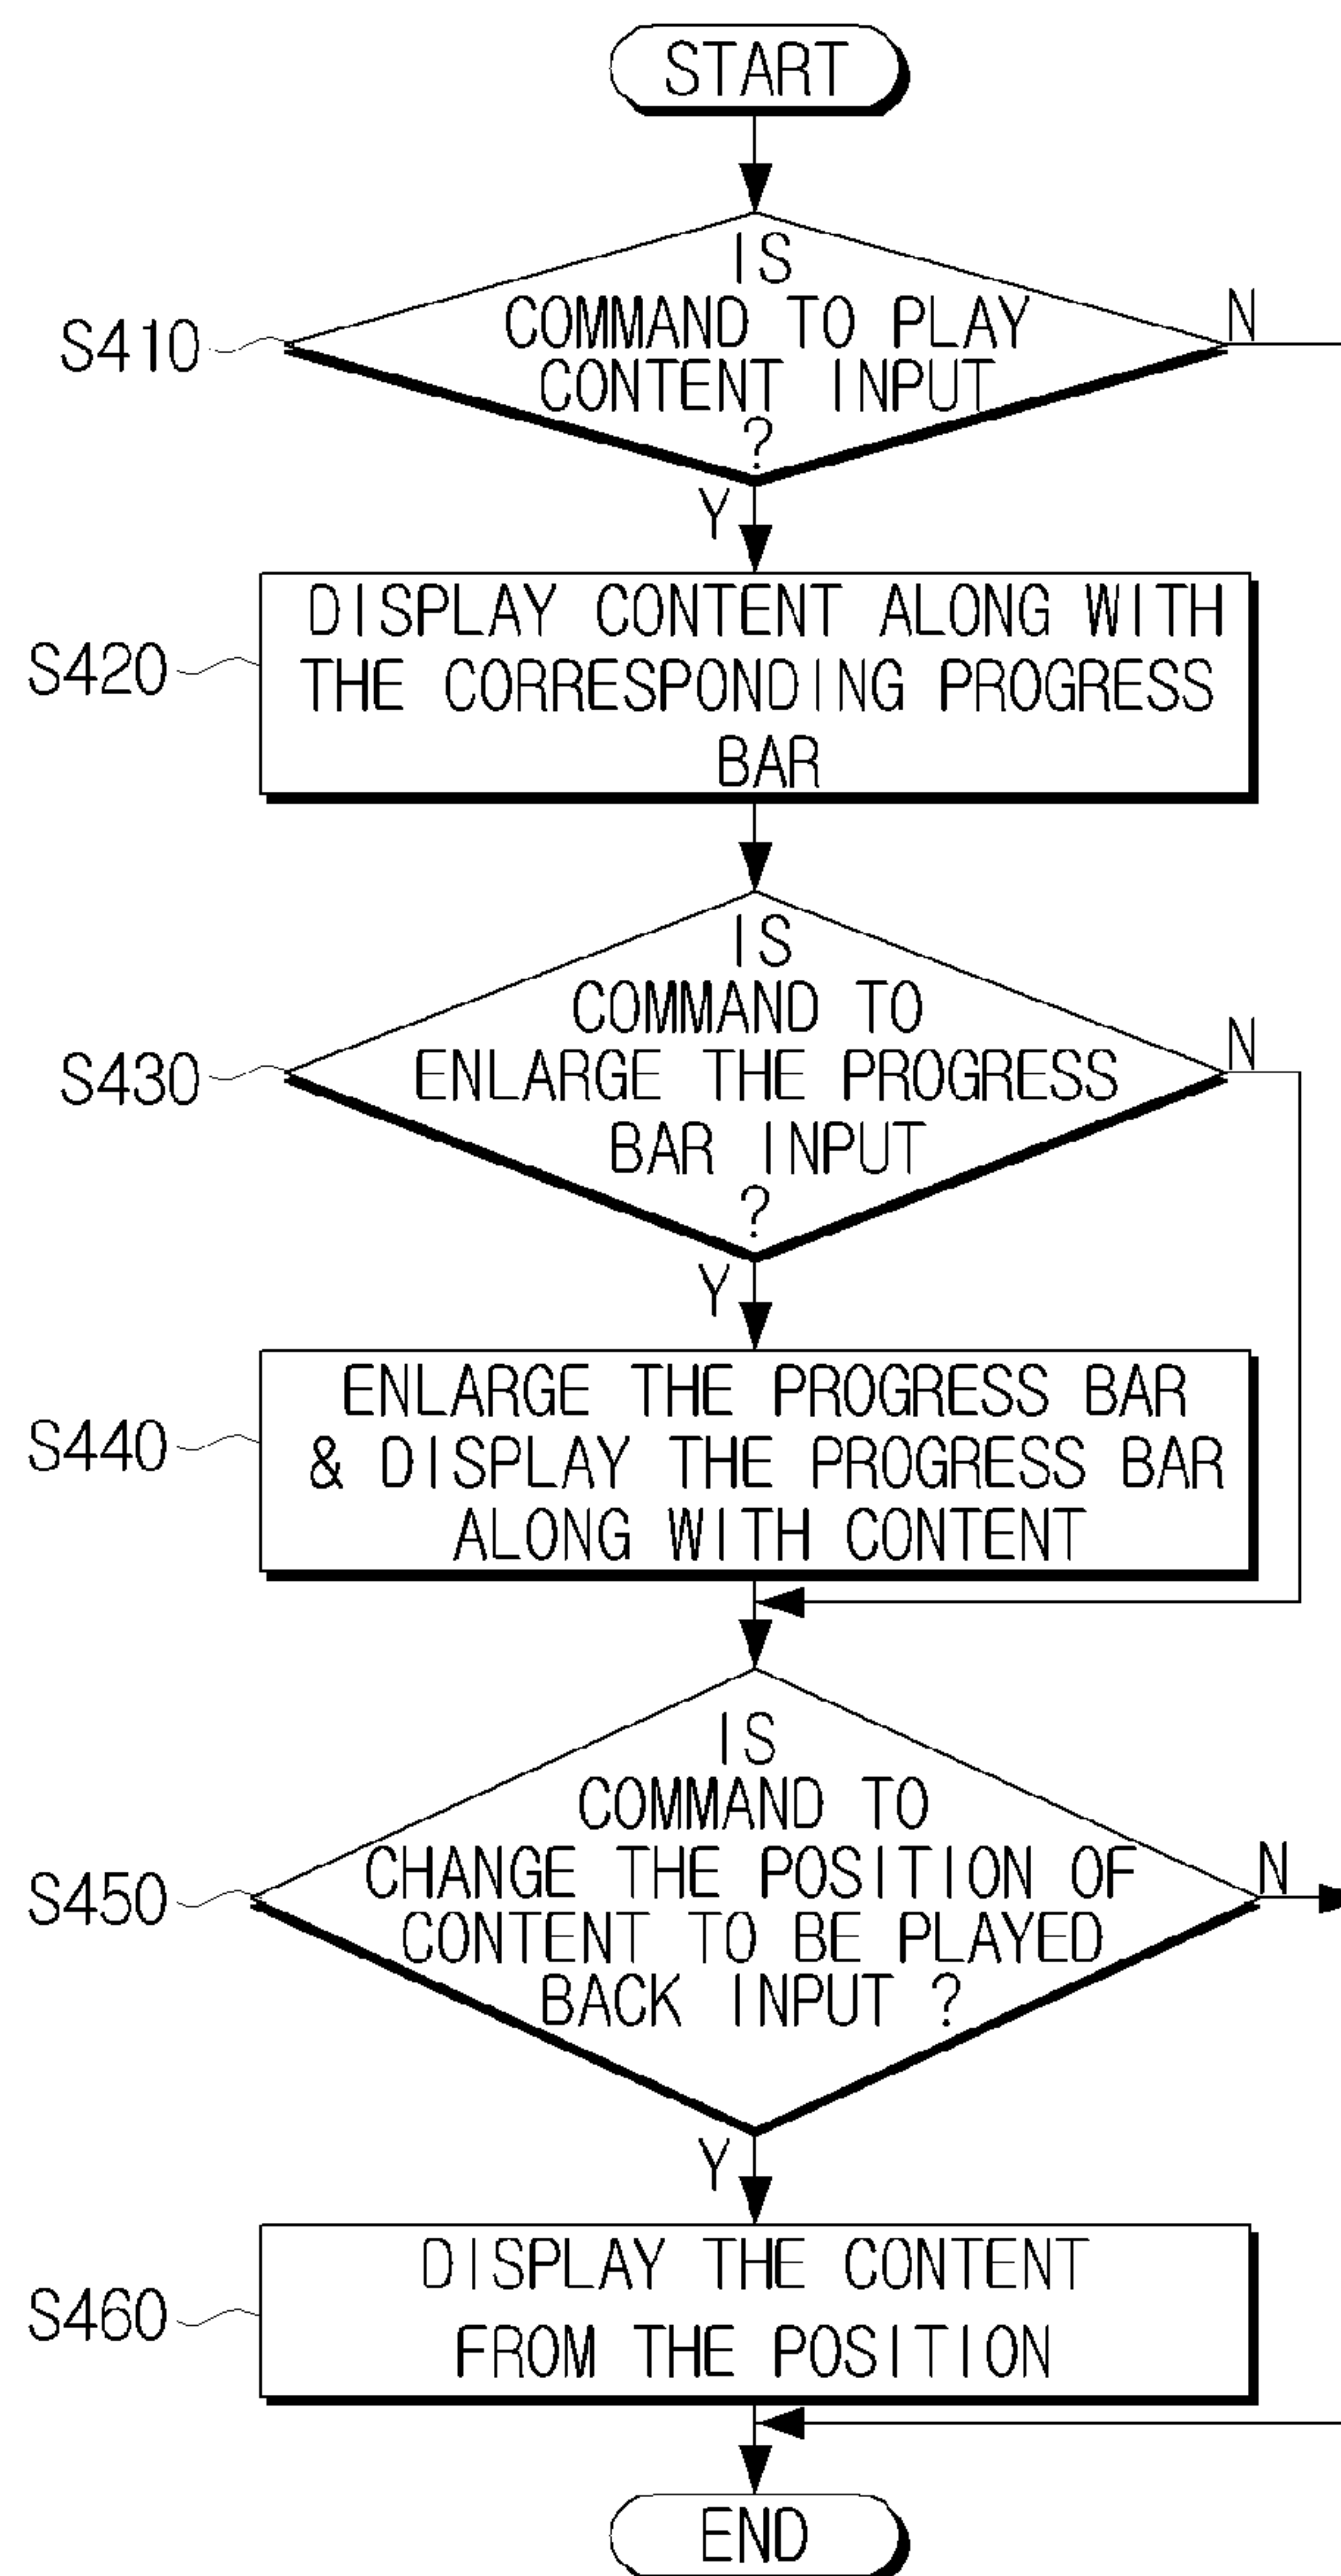 START
IS
COMMAND TO PLAY
CONTENT INPUT
?
S410
N
Y
DISPLAY CONTENT ALONG WITH
THE CORRESPONDING PROGRESS
BAR
S420
IS
COMMAND TO
ENLARGE THE PROGRESS
BAR INPUT
?
S430
N
Y
ENLARGE THE PROGRESS BAR
& DISPLAY THE PROGRESS BAR
ALONG WITH CONTENT
S440
IS
COMMAND TO
CHANGE THE POSITION OF
CONTENT TO BE PLAYED
BACK INPUT ?
S450
N
Y
DISPLAY THE CONTENT
FROM THE POSITION
S460
END